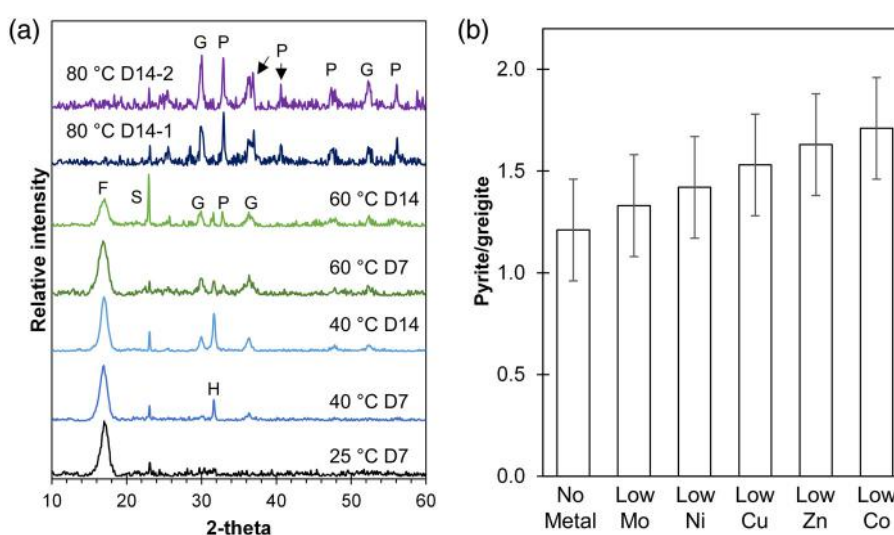 (a)
G P P P G P
80 °C D14-2
80 °C D14-1
F S G P G
60 °C D14
60 °C D7
40 °C D14
H
40 °C D7
25 °C D7
Relative intensity
10 20 30 40 50 60
2-theta
(b)
2.0
1.5
1.0
0.5
0.0
Pyrite/greigite
No Low Low Low Low Low
Metal Mo Ni Cu Zn Co